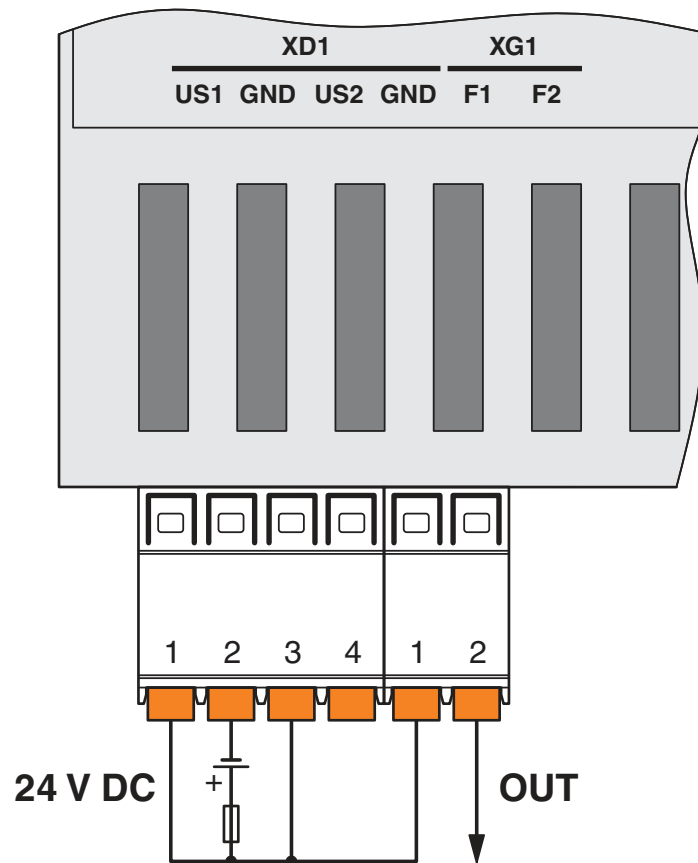 XD1 XG1
US1 GND US2 GND F1 F2
1 2 3 4 1 2
24 V DC + OUT